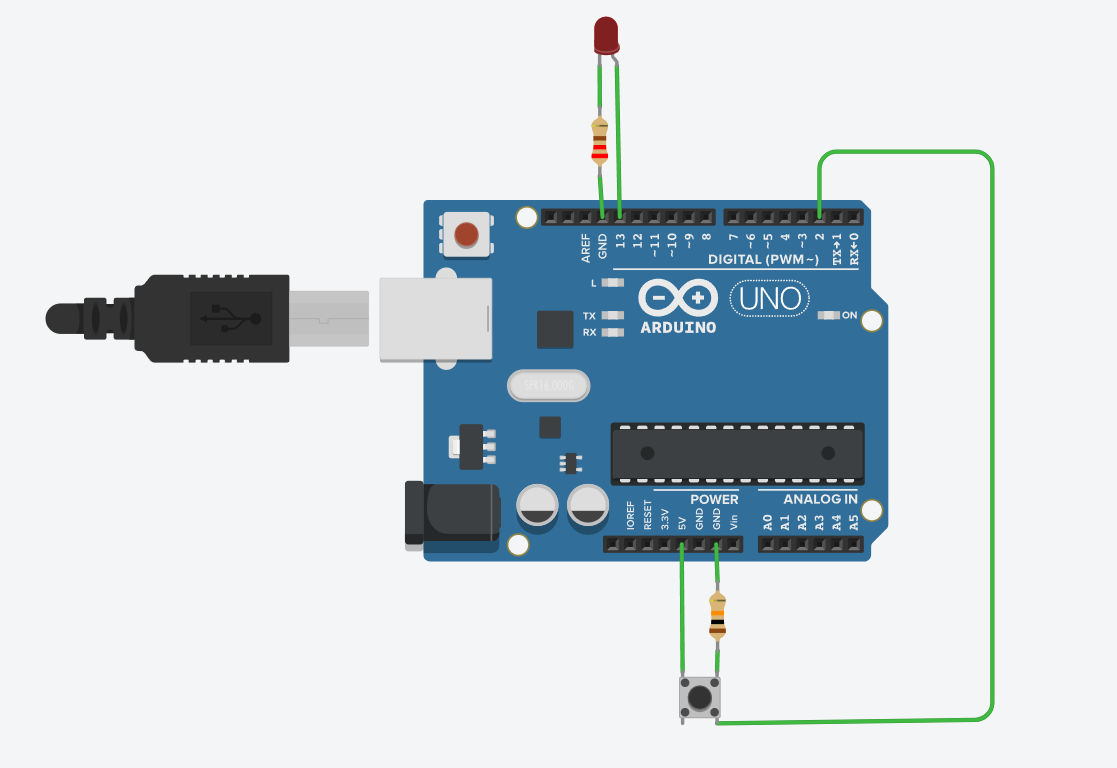 AREF
GND
13
12
~11
~10
~9
8
7
~6
~5
4
~3
2
TX→1
RX←0
DIGITAL (PWM~)
L
TX
RX
ARDUINO
UNO
ON
SPK16.000G
IOREF
RESET
3.3V
5V
GND
GND
Vin
POWER
ANALOG IN
A0
A1
A2
A3
A4
A5